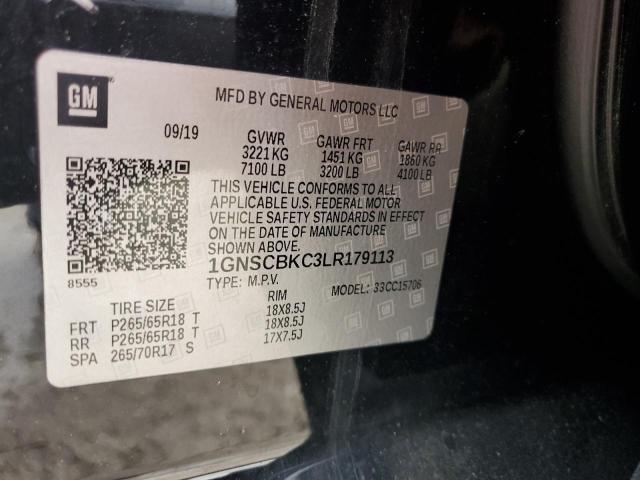 GM
MFD BY GENERAL MOTORS LLC
09/19 GVWR GAWR FRT GAWR RR
3221 KG 1451 KG 1860 KG
7100 LB 3200 LB 4100 LB
THIS VEHICLE CONFORMS TO ALL
APPLICABLE U.S. FEDERAL MOTOR
VEHICLE SAFETY STANDARDS IN EFFECT
ON THE DATE OF MANUFACTURE
1GNSCBKC3LR179113
8555 TYPE: M.P.V. MODEL: 33CC15706
TIRE SIZE RIM
FRT P265/65R18 T 18X8.5J
RR P265/65R18 T 18X8.5J
SPA 265/70R17 S 17X7.5J